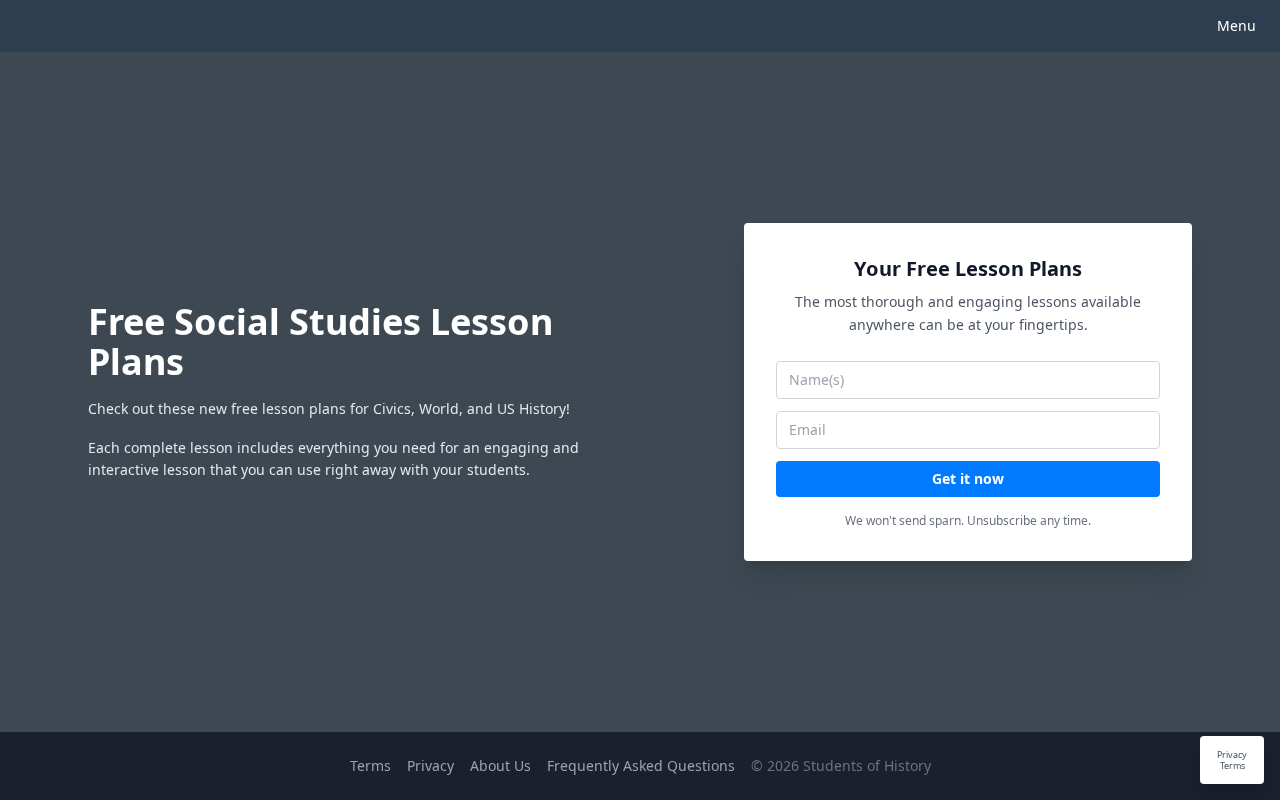 Menu
Free Social Studies Lesson
Plans
Check out these new free lesson plans for Civics, World, and US History!
Each complete lesson includes everything you need for an engaging and
interactive lesson that you can use right away with your students.
Your Free Lesson Plans
The most thorough and engaging lessons available
anywhere can be at your fingertips.
Name(s)
Email
Get it now
We won't send sparn. Unsubscribe any time.
Terms Privacy About Us Frequently Asked Questions © 2026 Students of History
Privacy
Terms